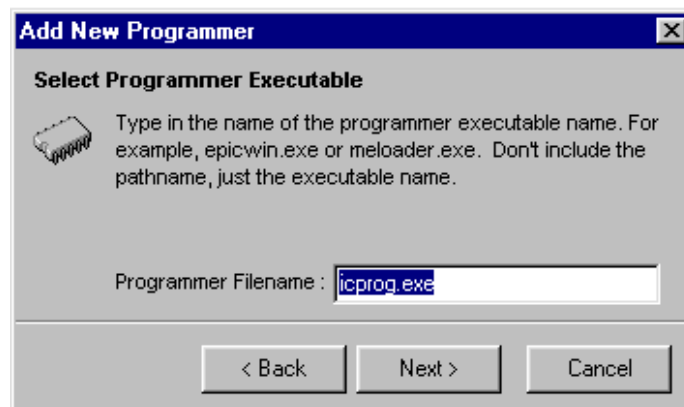 Add New Programmer
Select Programmer Executable
Type in the name of the programmer executable name. For
example, epicwin.exe or meloader.exe.  Don't include the
pathname, just the executable name.
Programmer Filename : icprog.exe
< Back Next > Cancel